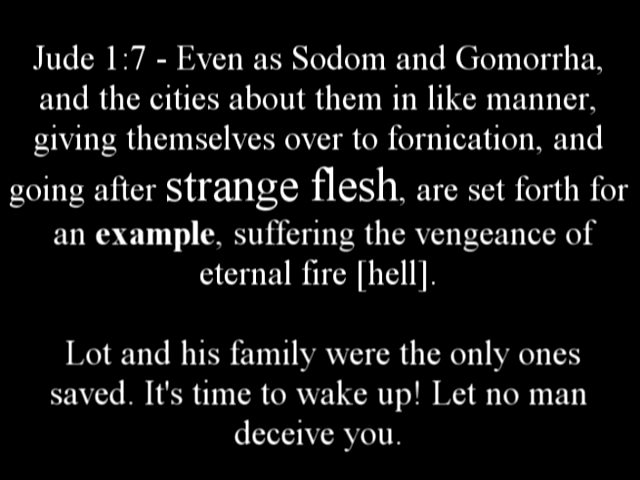 Jude 1:7 - Even as Sodom and Gomorrha,
and the cities about them in like manner,
giving themselves over to fornication, and
going after strange flesh, are set forth for
an example, suffering the vengeance of
eternal fire [hell].
Lot and his family were the only ones
saved. It's time to wake up! Let no man
deceive you.